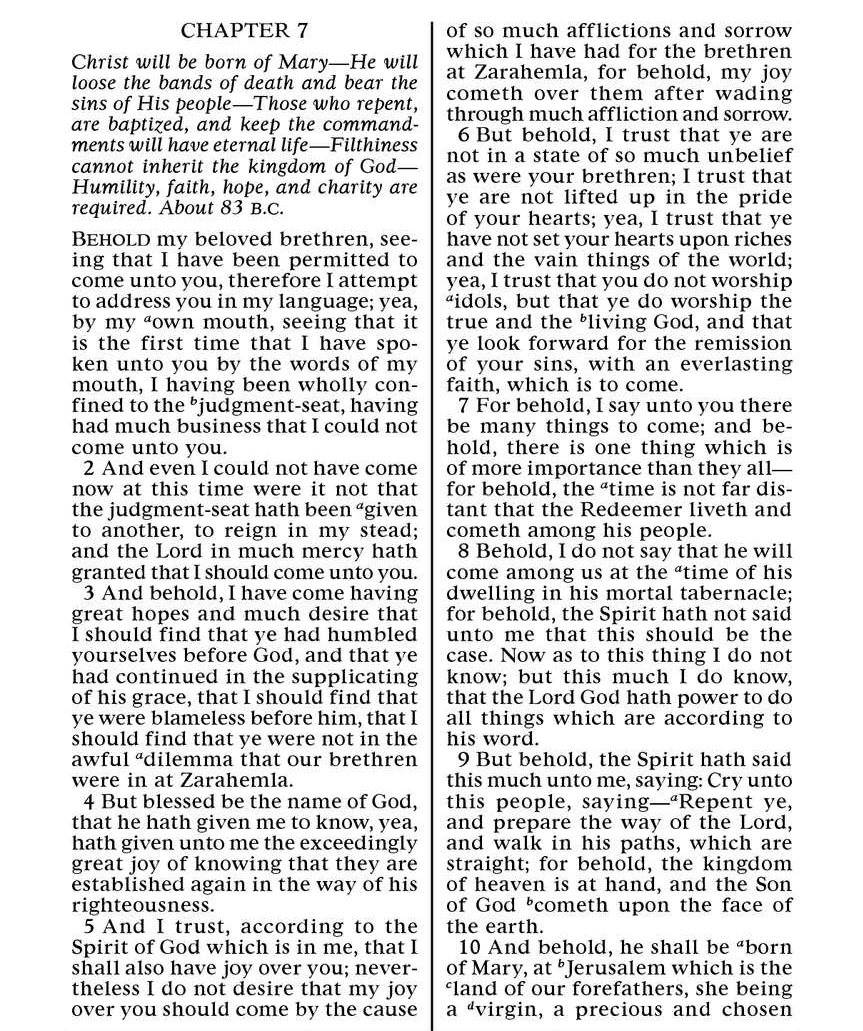 CHAPTER 7
Christ will be born of Mary—He will
loose the bands of death and bear the
sins of His people—Those who repent,
are baptized, and keep the command-
ments will have eternal life—Filthiness
cannot inherit the kingdom of God—
Humility, faith, hope, and charity are
required. About 83 B.C.
BEHOLD my beloved brethren, see-
ing that I have been permitted to
come unto you, therefore I attempt
to address you in my language; yea,
by my aown mouth, seeing that it
is the first time that I have spo-
ken unto you by the words of my
mouth, I having been wholly con-
fined to the bjudgment-seat, having
had much business that I could not
come unto you.
2 And even I could not have come
now at this time were it not that
the judgment-seat hath been agiven
to another, to reign in my stead;
and the Lord in much mercy hath
granted that I should come unto you.
3 And behold, I have come having
great hopes and much desire that
I should find that ye had humbled
yourselves before God, and that ye
had continued in the supplicating
of his grace, that I should find that
ye were blameless before him, that I
should find that ye were not in the
awful adilemma that our brethren
were in at Zarahemla.
4 But blessed be the name of God,
that he hath given me to know, yea,
hath given unto me the exceedingly
great joy of knowing that they are
established again in the way of his
righteousness.
5 And I trust, according to the
Spirit of God which is in me, that I
shall also have joy over you; never-
theless I do not desire that my joy
over you should come by the cause
of so much afflictions and sorrow
which I have had for the brethren
at Zarahemla, for behold, my joy
cometh over them after wading
through much affliction and sorrow.
6 But behold, I trust that ye are
not in a state of so much unbelief
as were your brethren; I trust that
ye are not lifted up in the pride
of your hearts; yea, I trust that ye
have not set your hearts upon riches
and the vain things of the world;
yea, I trust that you do not worship
aidols, but that ye do worship the
true and the bliving God, and that
ye look forward for the remission
of your sins, with an everlasting
faith, which is to come.
7 For behold, I say unto you there
be many things to come; and be-
hold, there is one thing which is
of more importance than they all—
for behold, the atime is not far dis-
tant that the Redeemer liveth and
cometh among his people.
8 Behold, I do not say that he will
come among us at the atime of his
dwelling in his mortal tabernacle;
for behold, the Spirit hath not said
unto me that this should be the
case. Now as to this thing I do not
know; but this much I do know,
that the Lord God hath power to do
all things which are according to
his word.
9 But behold, the Spirit hath said
this much unto me, saying: Cry unto
this people, saying—aRepent ye,
and prepare the way of the Lord,
and walk in his paths, which are
straight; for behold, the kingdom
of heaven is at hand, and the Son
of God bcometh upon the face of
the earth.
10 And behold, he shall be aborn
of Mary, at bJerusalem which is the
cland of our forefathers, she being
a dvirgin, a precious and chosen